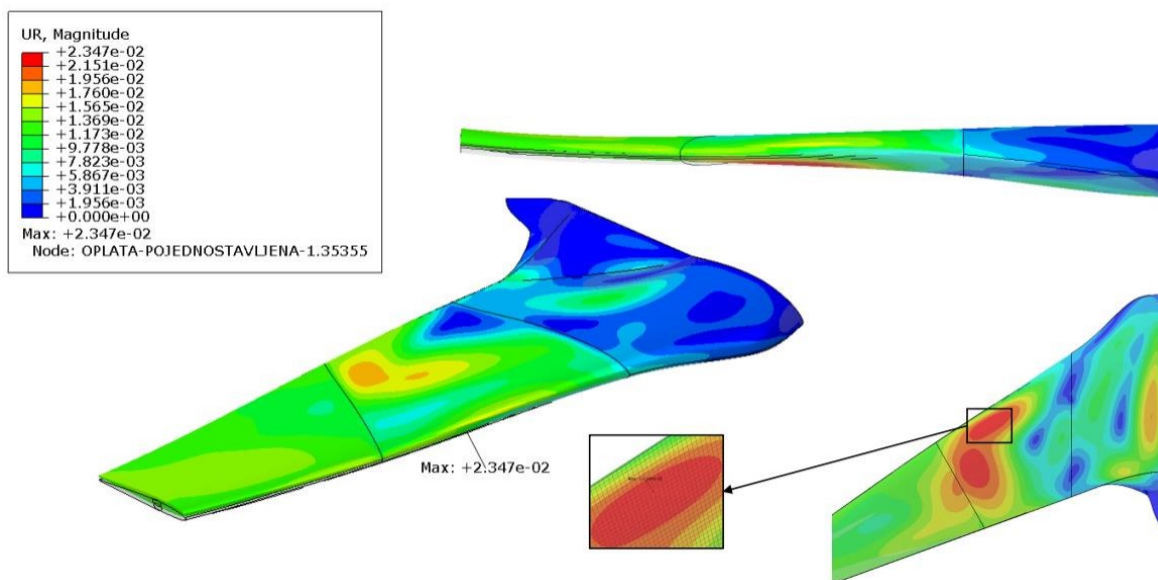 UR, Magnitude
+2.347e-02
+2.151e-02
+1.956e-02
+1.760e-02
+1.565e-02
+1.369e-02
+1.173e-02
+9.778e-03
+7.823e-03
+5.867e-03
+3.911e-03
+1.956e-03
+0.000e+00
Max: +2.347e-02
Node: OPLATA-POJEDNOSTAVLJENA-1.35355
Max: +2.347e-02